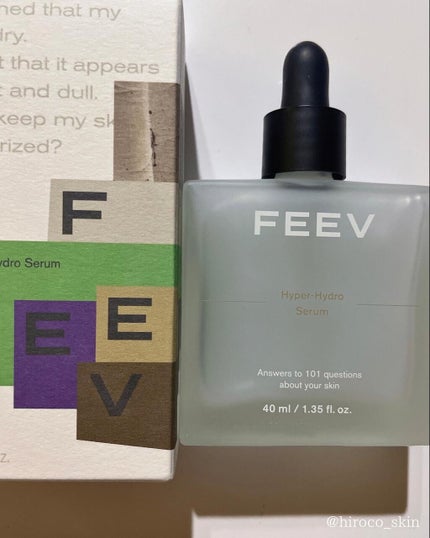 ned that my
dry.
t that it appears
t and dull.
keep my sk
rized?
F
ydro Serum
E
E
V
z.
FEEV
Hyper-Hydro
Serum
Answers to 101 questions
about your skin
40 ml / 1.35 fl. oz.
@hiroco_skin